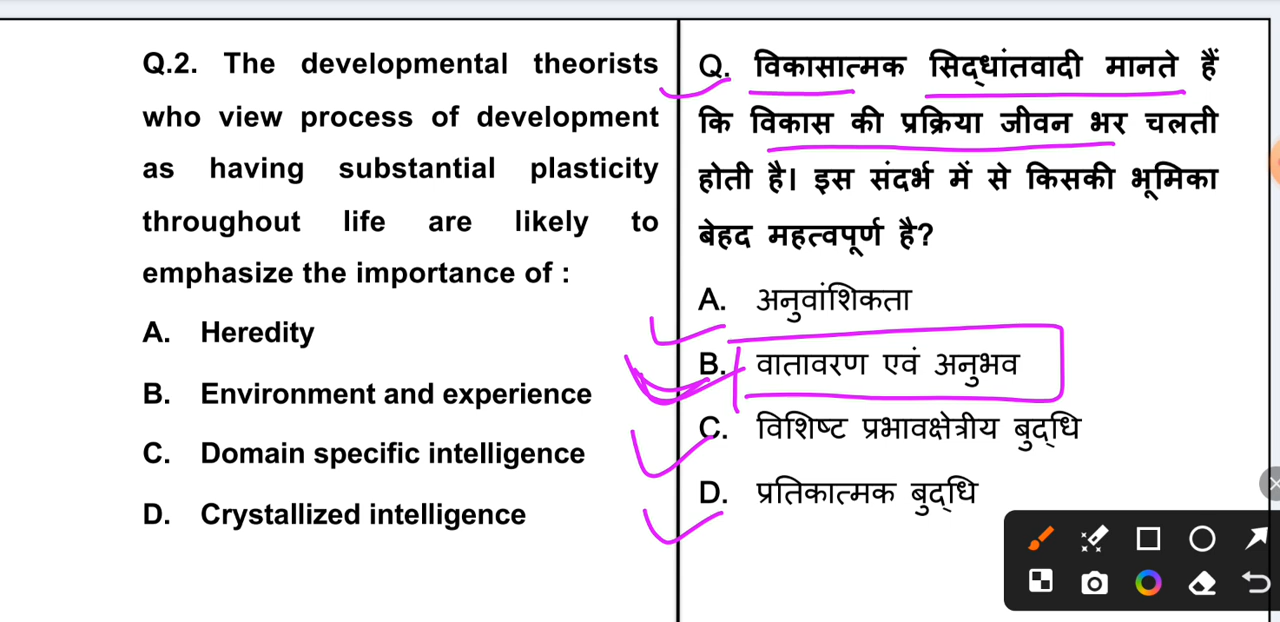 Q.2. The developmental theorists
who view process of development
as having substantial plasticity
throughout life are likely to
emphasize the importance of :
A. Heredity
B. Environment and experience
C. Domain specific intelligence
D. Crystallized intelligence
Q. विकासात्मक सिद्धांतवादी मानते हैं
कि विकास की प्रक्रिया जीवन भर चलती
होती है। इस संदर्भ में से किसकी भूमिका
बेहद महत्वपूर्ण है?
A. अनुवांशिकता
B. वातावरण एवं अनुभव
C. विशिष्ट प्रभावक्षेत्रीय बुद्धि
D. प्रतिकात्मक बुद्धि